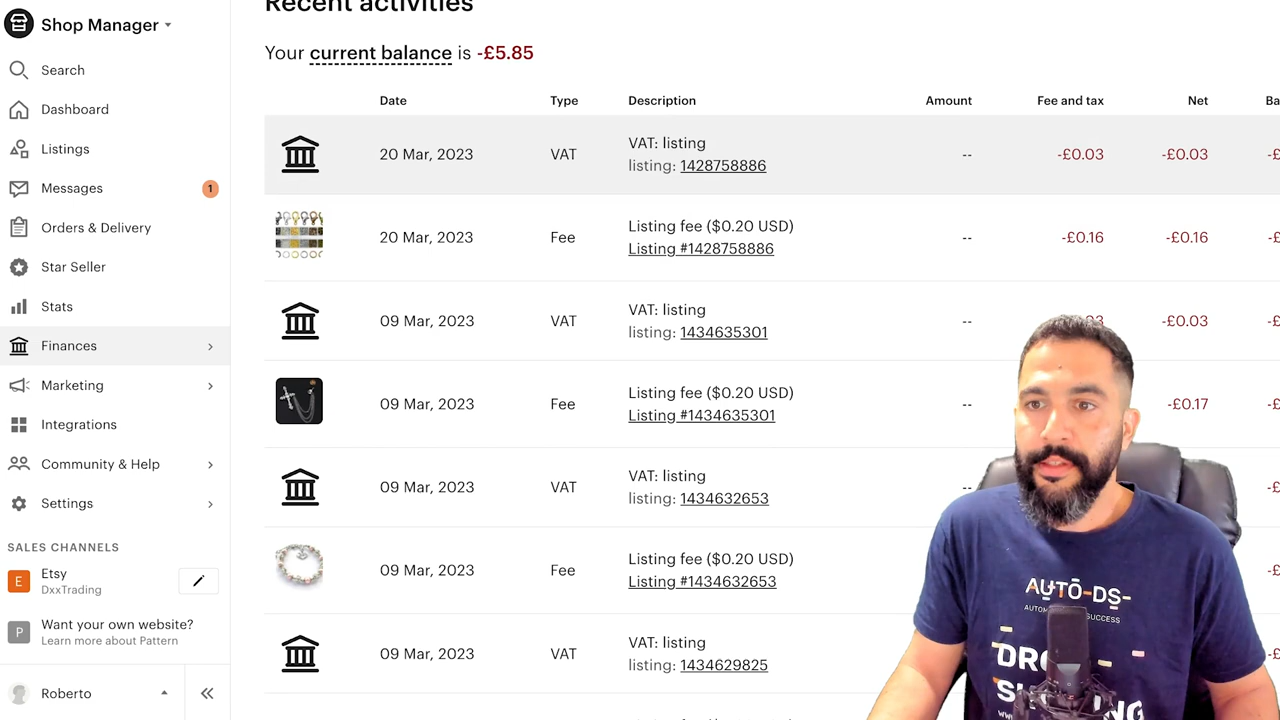 Recent activities
Shop Manager
Your current balance is -£5.85
Search
Dashboard
Listings
Messages 1
Orders & Delivery
Star Seller
Stats
Finances
Marketing
Integrations
Community & Help
Settings
SALES CHANNELS
E Etsy
DxxTrading
P Want your own website?
Learn more about Pattern
Roberto
Date Type Description Amount Fee and tax Net Ba
20 Mar, 2023 VAT VAT: listing -- -£0.03 -£0.03 -£
listing: 1428758886
20 Mar, 2023 Fee Listing fee ($0.20 USD) -- -£0.16 -£0.16 -£
Listing #1428758886
09 Mar, 2023 VAT VAT: listing -- -£0.03 -£
listing: 1434635301
09 Mar, 2023 Fee Listing fee ($0.20 USD) -- -£0.17 -£
Listing #1434635301
09 Mar, 2023 VAT VAT: listing -- -£
listing: 1434632653
09 Mar, 2023 Fee Listing fee ($0.20 USD) -£
Listing #1434632653
09 Mar, 2023 VAT VAT: listing -£
listing: 1434629825
AUTO-DS-